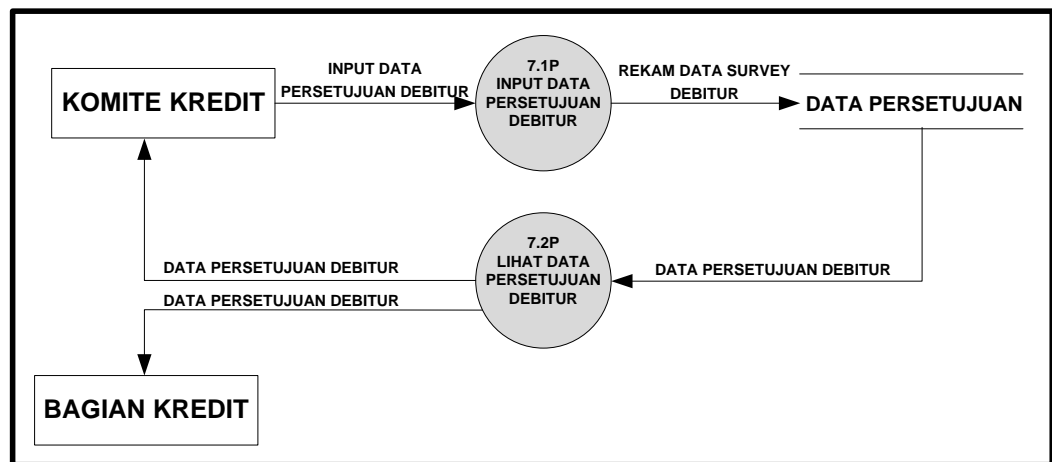 KOMITE KREDIT
INPUT DATA
PERSETUJUAN DEBITUR
7.1P
INPUT DATA
PERSETUJUAN
DEBITUR
REKAM DATA SURVEY
DEBITUR
DATA PERSETUJUAN
7.2P
LIHAT DATA
PERSETUJUAN
DEBITUR
DATA PERSETUJUAN DEBITUR
DATA PERSETUJUAN DEBITUR
DATA PERSETUJUAN DEBITUR
BAGIAN KREDIT